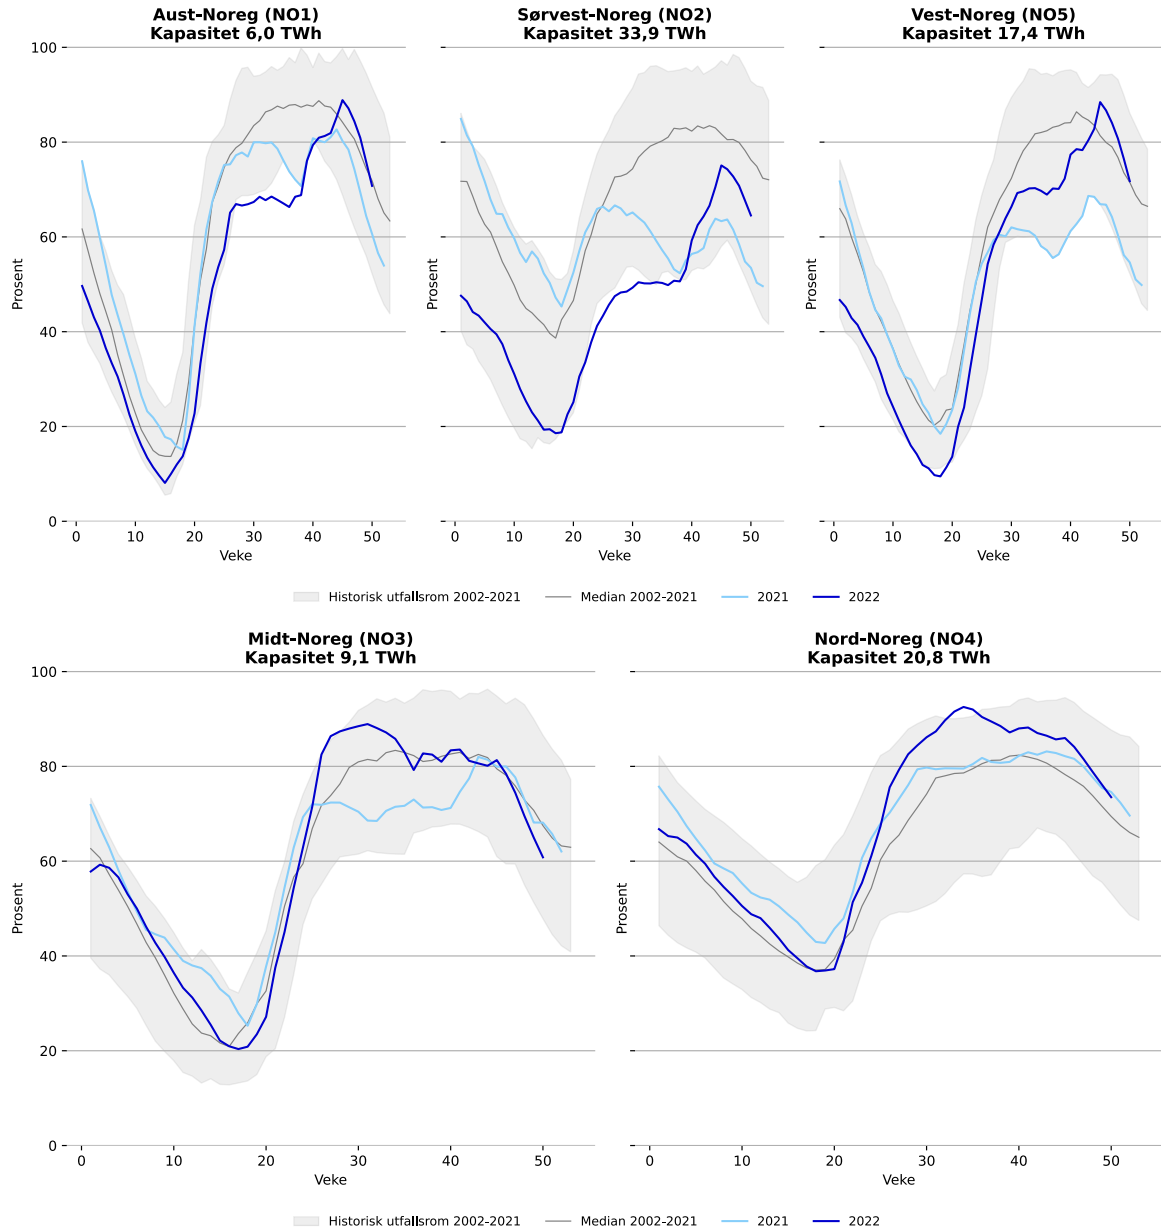 Aust-Noreg (NO1)
Kapasitet 6,0 TWh
Sørvest-Noreg (NO2)
Kapasitet 33,9 TWh
Vest-Noreg (NO5)
Kapasitet 17,4 TWh
100
80
60
40
20
0
Prosent
Prosent
Prosent
0 10 20 30 40 50
0 10 20 30 40 50
0 10 20 30 40 50
Veke
Veke
Veke
Historisk utfallsrom 2002-2021 Median 2002-2021 2021 2022
Midt-Noreg (NO3)
Kapasitet 9,1 TWh
Nord-Noreg (NO4)
Kapasitet 20,8 TWh
100
80
60
40
20
0
Prosent
Prosent
0 10 20 30 40 50
0 10 20 30 40 50
Veke
Veke
Historisk utfallsrom 2002-2021 Median 2002-2021 2021 2022